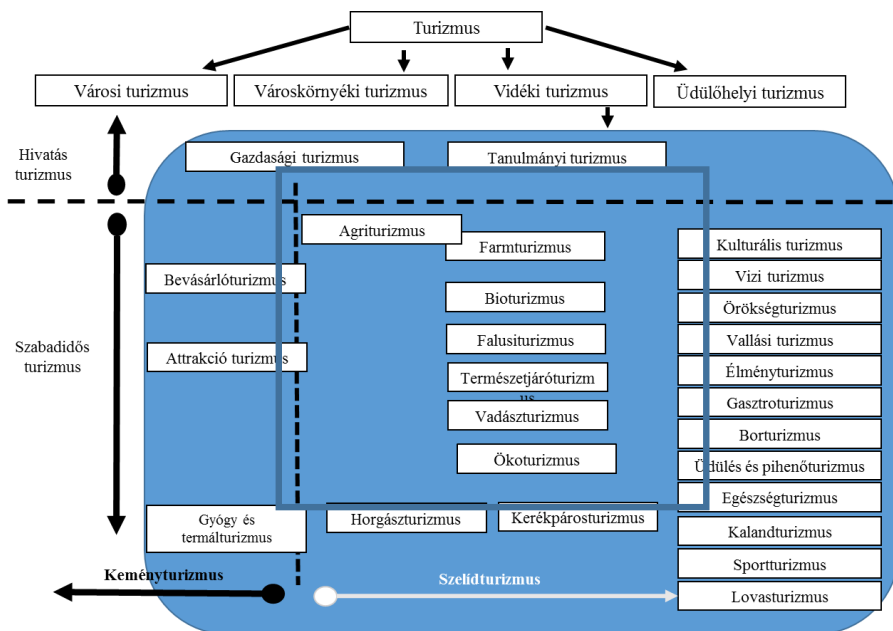 Turizmus
Városi turizmus
Városkörnyéki turizmus
Vidéki turizmus
Üdülőhelyi turizmus
Hivatás
turizmus
Gazdasági turizmus
Tanulmányi turizmus
Agriturizmus
Farmturizmus
Kulturális turizmus
Bevásárlóturizmus
Vizi turizmus
Bioturizmus
Örökségturizmus
Szabadidős
turizmus
Attrakció turizmus
Falusiturizmus
Vallási turizmus
Természetjáróturizm
us
Élményturizmus
Vadászturizmus
Gasztroturizmus
Borturizmus
Ökoturizmus
Üdülés és pihenőturizmus
Egészségturizmus
Gyógy és
termálturizmus
Horgászturizmus
Kerékpárosturizmus
Kalandturizmus
Sportturizmus
Keményturizmus
Szelídturizmus
Lovasturizmus